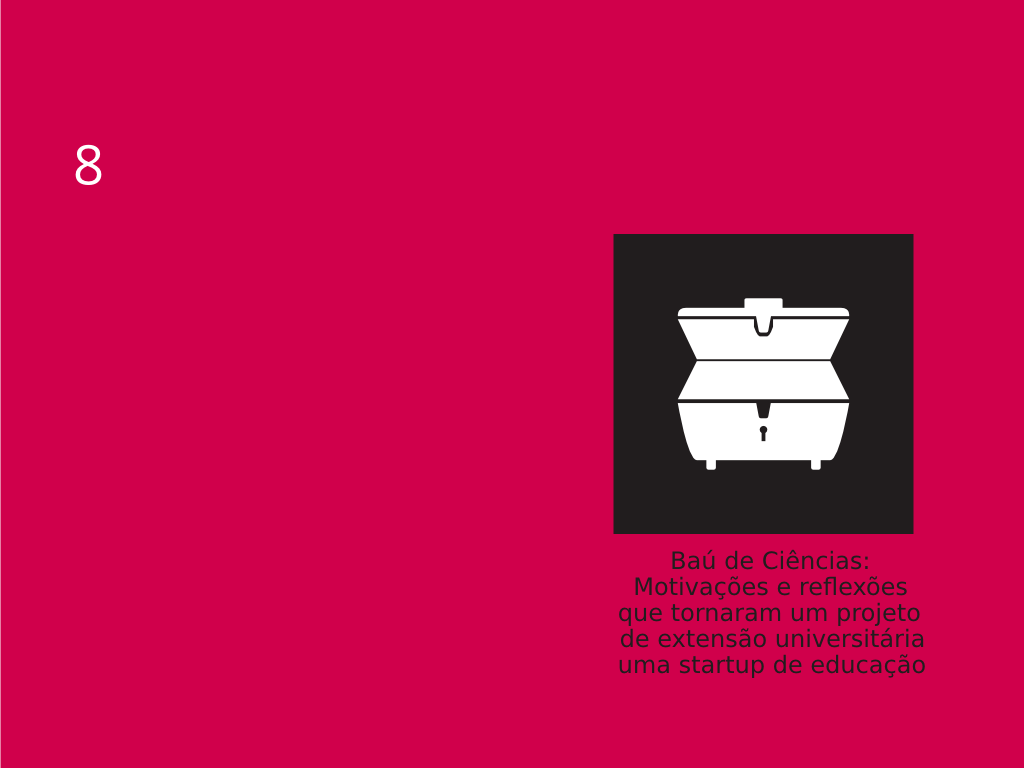 8
Baú de Ciências:
Motivações e reflexões
que tornaram um projeto
de extensão universitária
uma startup de educação